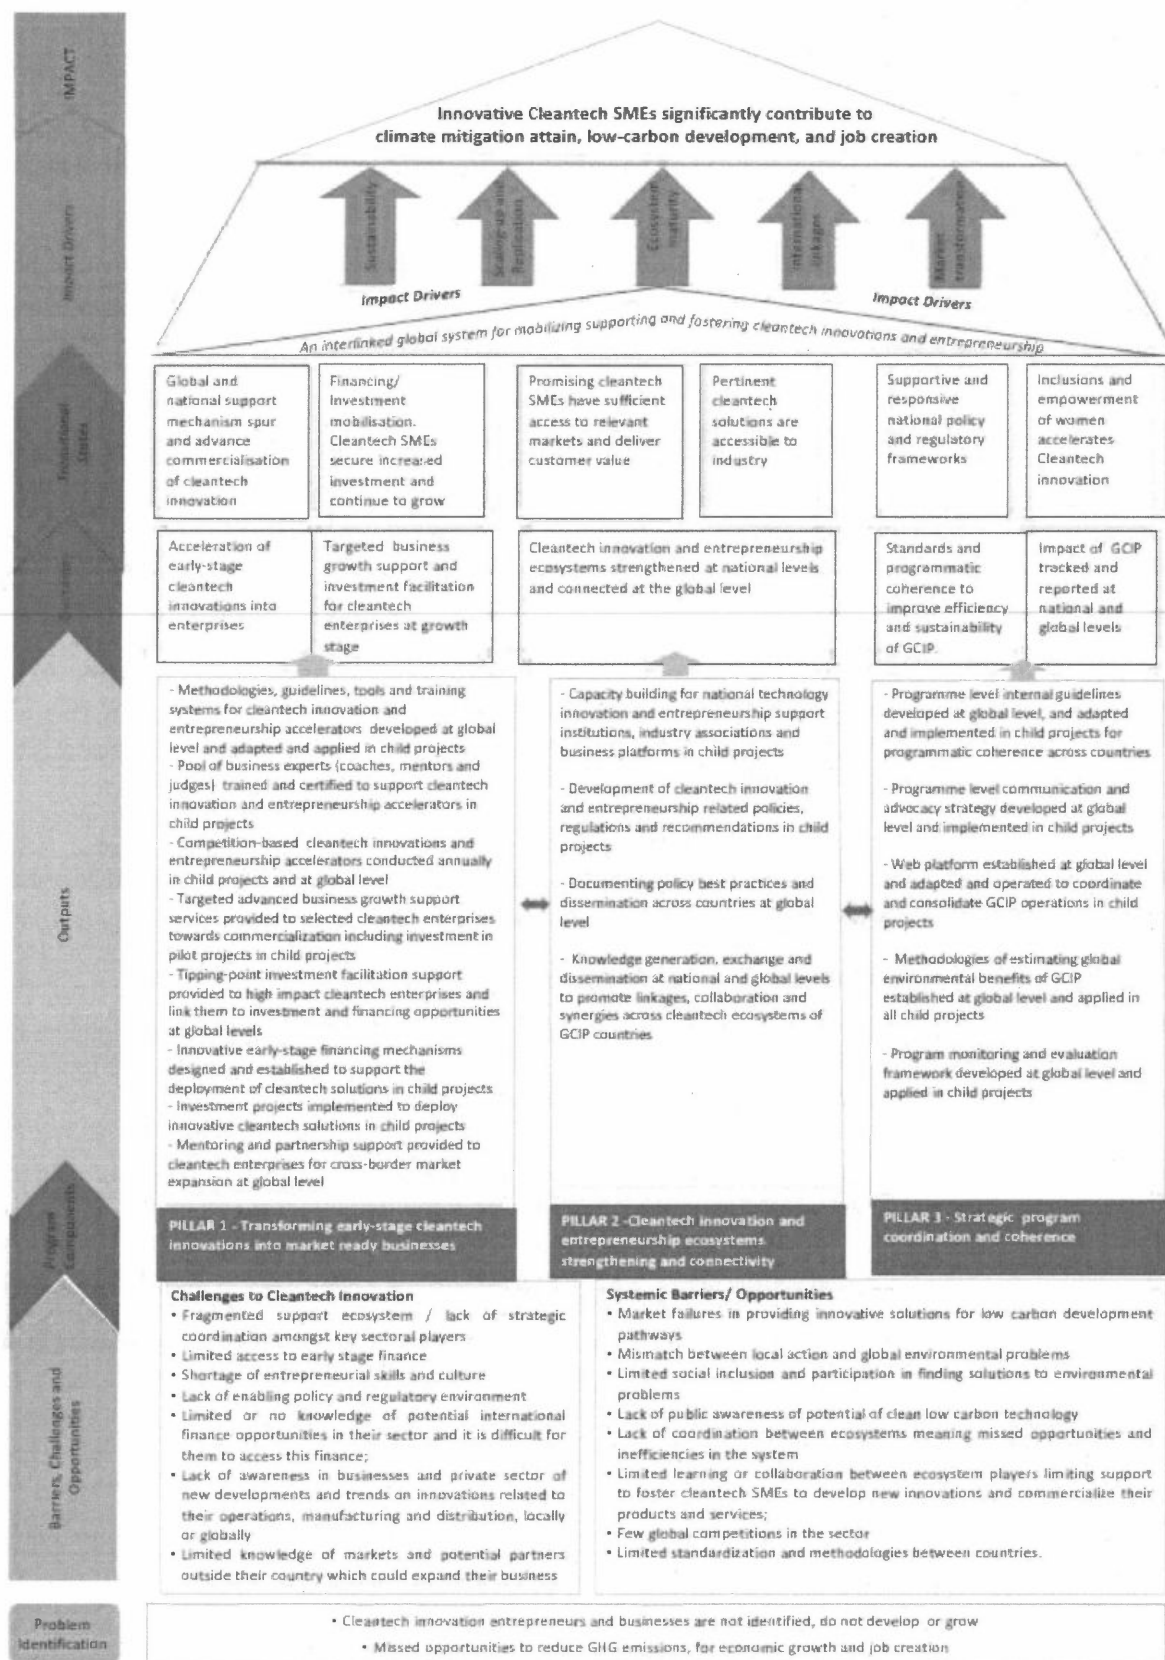 IMPACT
Innovative Cleantech SMEs significantly contribute to
climate mitigation attain, low-carbon development, and job creation
Impact Drivers
Sustainability
Scaling-up and
Replication
Ecosystem
maturity
International
linkages
Market
transformation
Impact Drivers
Impact Drivers
An interlinked global system for mobilizing supporting and fostering cleantech innovations and entrepreneurship
States
Global and
national support
mechanism spur
and advance
commercialisation
of cleantech
innovation
Financing/
Investment
mobilisation.
Cleantech SMEs
secure increased
investment and
continue to grow
Promising cleantech
SMEs have sufficient
access to relevant
markets and deliver
customer value
Pertinent
cleantech
solutions are
accessible to
industry
Supportive and
responsive
national policy
and regulatory
frameworks
Inclusions and
empowerment
of women
accelerates
Cleantech
innovation
Acceleration of
early-stage
cleantech
innovations into
enterprises
Targeted business
growth support and
investment facilitation
for cleantech
enterprises at growth
stage
Cleantech innovation and entrepreneurship
ecosystems strengthened at national levels
and connected at the global level
Standards and
programmatic
coherence to
improve efficiency
and sustainability
of GCIP.
Impact of GCIP
tracked and
reported at
national and
global levels
Outputs
- Methodologies, guidelines, tools and training
systems for cleantech innovation and
entrepreneurship accelerators developed at global
level and adapted and applied in child projects
- Pool of business experts (coaches, mentors and
judges) trained and certified to support cleantech
innovation and entrepreneurship accelerators in
child projects
- Competition-based cleantech innovations and
entrepreneurship accelerators conducted annually
in child projects and at global level
- Targeted advanced business growth support
services provided to selected cleantech enterprises
towards commercialization including investment in
pilot projects in child projects
- Tipping-point investment facilitation support
provided to high impact cleantech enterprises and
link them to investment and financing opportunities
at global levels
- Innovative early-stage financing mechanisms
designed and established to support the
deployment of cleantech solutions in child projects
- Investment projects implemented to deploy
innovative cleantech solutions in child projects
- Mentoring and partnership support provided to
cleantech enterprises for cross-border market
expansion at global level
- Capacity building for national technology
innovation and entrepreneurship support
institutions, industry associations and
business platforms in child projects
- Development of cleantech innovation
and entrepreneurship related policies,
regulations and recommendations in child
projects
- Documenting policy best practices and
dissemination across countries at global
level
- Knowledge generation, exchange and
dissemination at national and global levels
to promote linkages, collaboration and
synergies across cleantech ecosystems of
GCIP countries
- Programme level internal guidelines
developed at global level, and adapted
and implemented in child projects for
programmatic coherence across countries
- Programme level communication and
advocacy strategy developed at global
level and implemented in child projects
- Web platform established at global level
and adapted and operated to coordinate
and consolidate GCIP operations in child
projects
- Methodologies of estimating global
environmental benefits of GCIP
established at global level and applied in
all child projects
- Program monitoring and evaluation
framework developed at global level and
applied in child projects
Program
Components
PILLAR 1 - Transforming early-stage cleantech
innovations into market ready businesses
PILLAR 2 -Cleantech innovation and
entrepreneurship ecosystems
strengthening and connectivity
PILLAR 3 - Strategic program
coordination and coherence
Barriers, Challenges and
Opportunities
Challenges to Cleantech Innovation
• Fragmented support ecosystem / lack of strategic
coordination amongst key sectoral players
• Limited access to early stage finance
• Shortage of entrepreneurial skills and culture
• Lack of enabling policy and regulatory environment
• Limited or no knowledge of potential international
finance opportunities in their sector and it is difficult for
them to access this finance;
• Lack of awareness in businesses and private sector of
new developments and trends on innovations related to
their operations, manufacturing and distribution, locally
or globally
• Limited knowledge of markets and potential partners
outside their country which could expand their business
Systemic Barriers/ Opportunities
• Market failures in providing innovative solutions for low carbon development
pathways
• Mismatch between local action and global environmental problems
• Limited social inclusion and participation in finding solutions to environmental
problems
• Lack of public awareness of potential of clean low carbon technology
• Lack of coordination between ecosystems meaning missed opportunities and
inefficiencies in the system
• Limited learning or collaboration between ecosystem players limiting support
to foster cleantech SMEs to develop new innovations and commercialize their
products and services;
• Few global competitions in the sector
• Limited standardization and methodologies between countries.
Problem
Identification
• Cleantech innovation entrepreneurs and businesses are not identified, do not develop or grow
• Missed opportunities to reduce GHG emissions, for economic growth and job creation